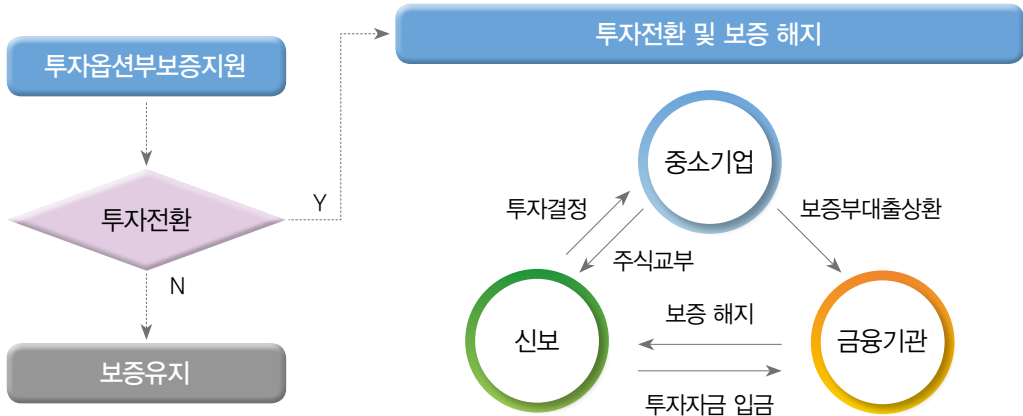 투자옵션부보증지원
투자전환
Y
N
보증유지
투자전환 및 보증 해지
중소기업
투자결정
주식교부
보증부대출상환
신보
보증 해지
투자자금 입금
금융기관